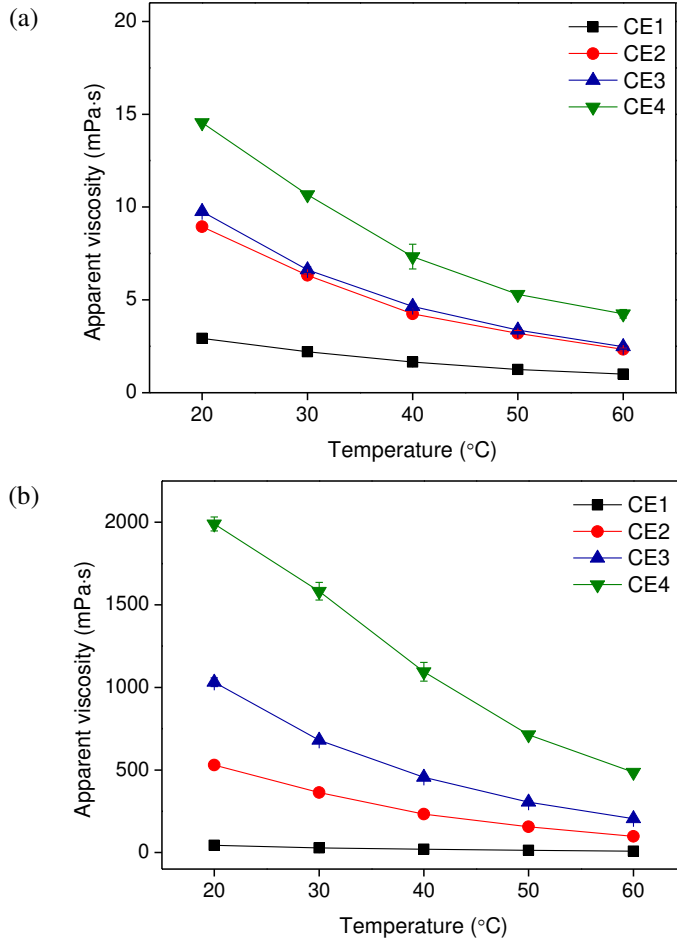 (a)
20
15
10
5
0
Apparent viscosity (mPa·s)
CE1
CE2
CE3
CE4
20 30 40 50 60
Temperature (°C)
(b)
2000
1500
1000
500
0
Apparent viscosity (mPa·s)
CE1
CE2
CE3
CE4
20 30 40 50 60
Temperature (°C)